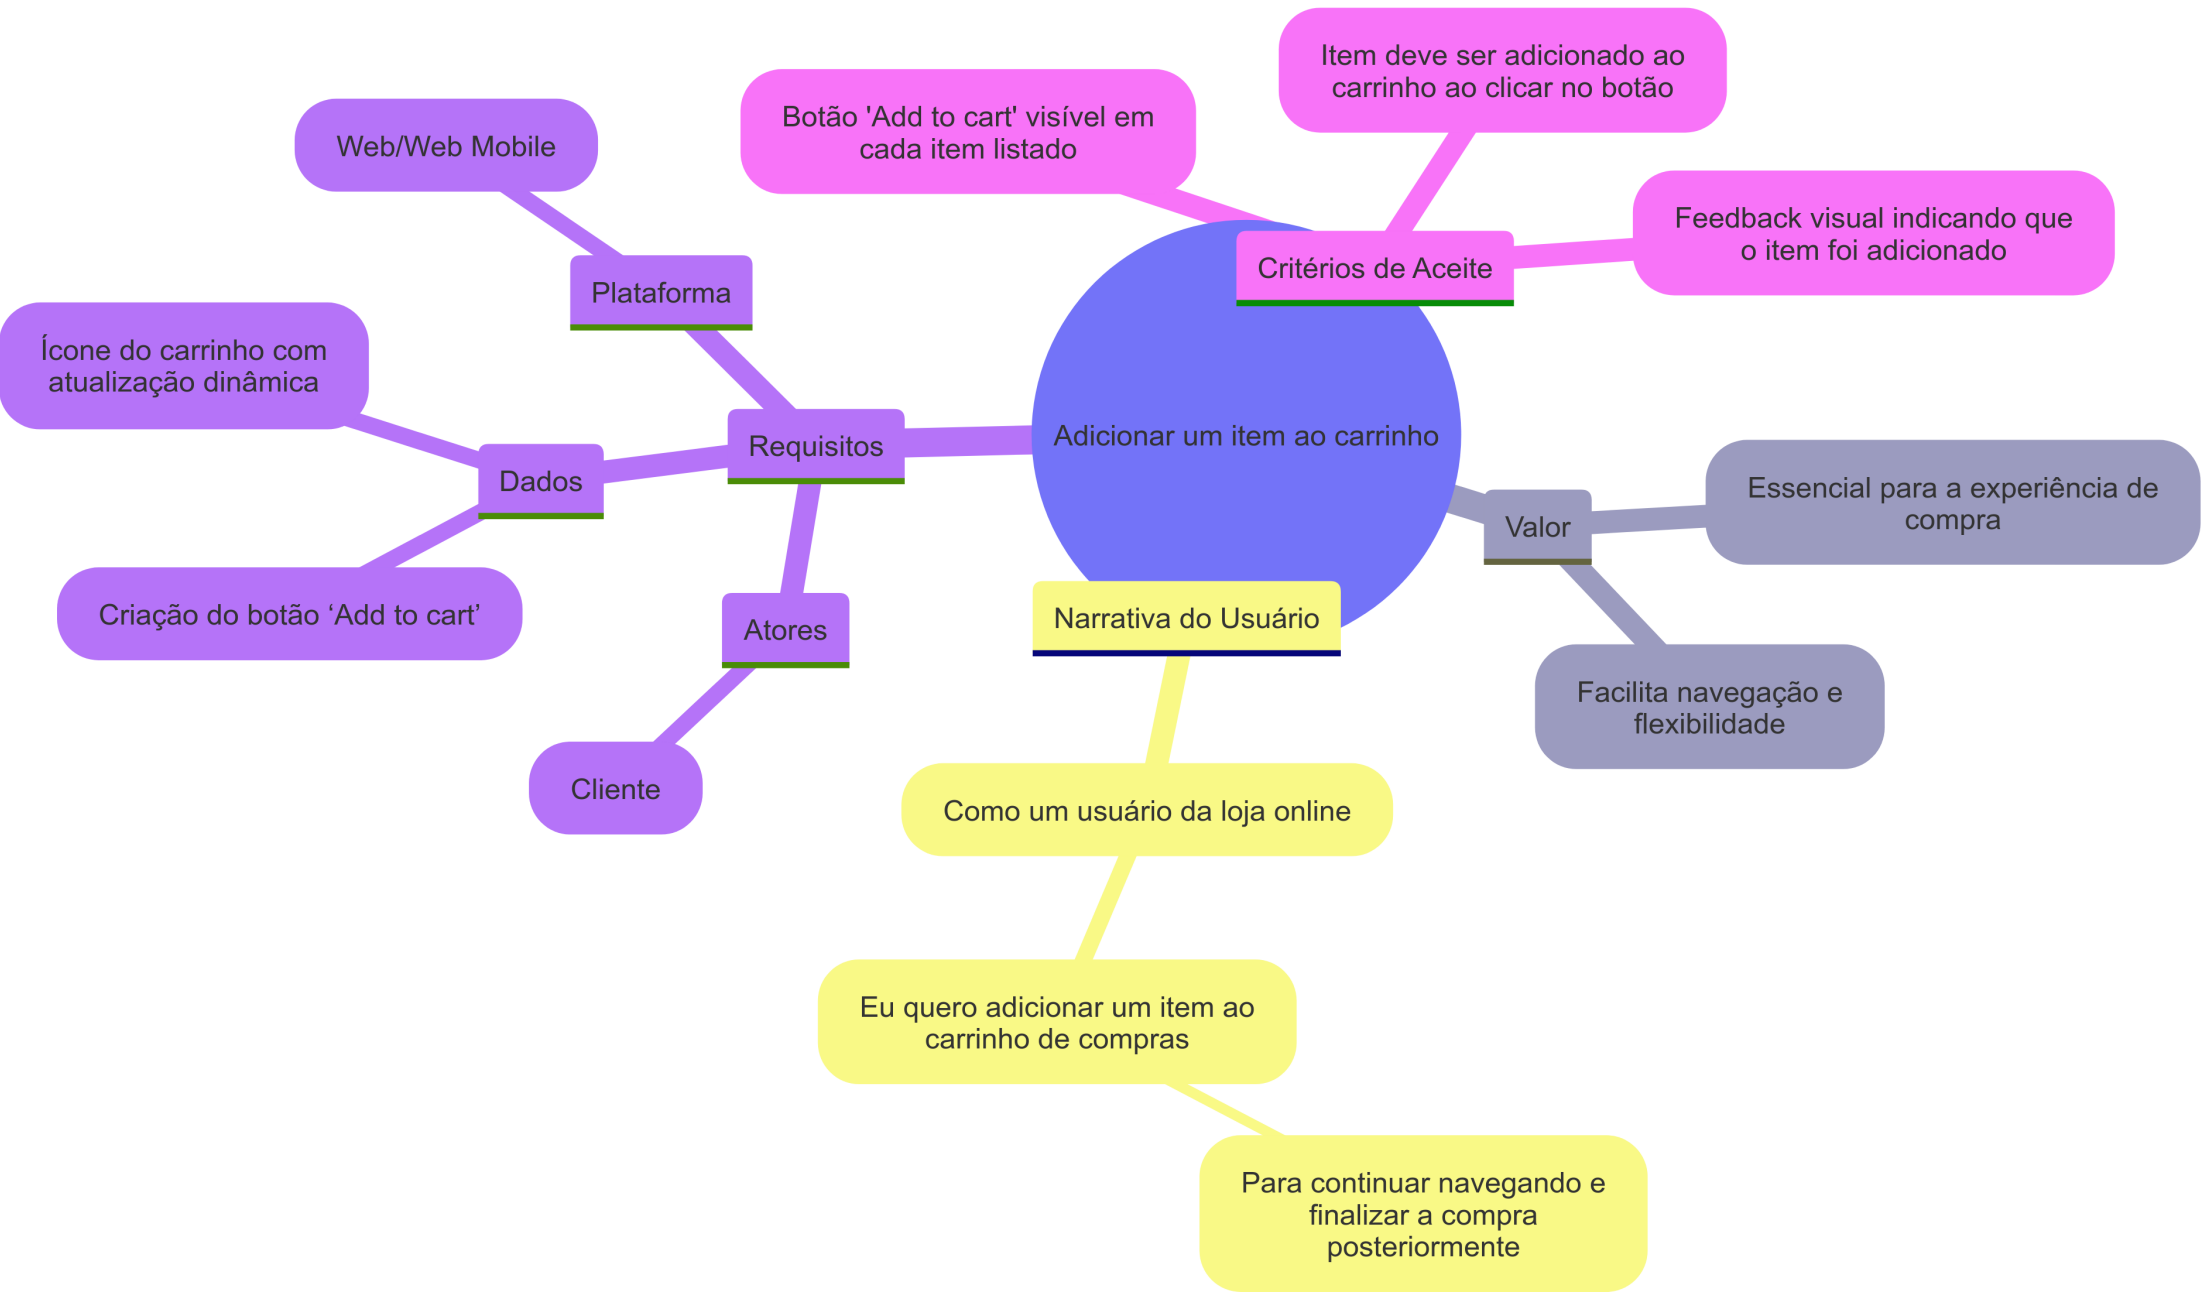 Item deve ser adicionado ao
carrinho ao clicar no botão
Botão 'Add to cart' visível em
cada item listado
Web/Web Mobile
Feedback visual indicando que
o item foi adicionado
Critérios de Aceite
Plataforma
Ícone do carrinho com
atualização dinâmica
Adicionar um item ao carrinho
Requisitos
Dados
Essencial para a experiência de
compra
Valor
Criação do botão ‘Add to cart’
Narrativa do Usuário
Atores
Facilita navegação e
flexibilidade
Cliente
Como um usuário da loja online
Eu quero adicionar um item ao
carrinho de compras
Para continuar navegando e
finalizar a compra
posteriormente